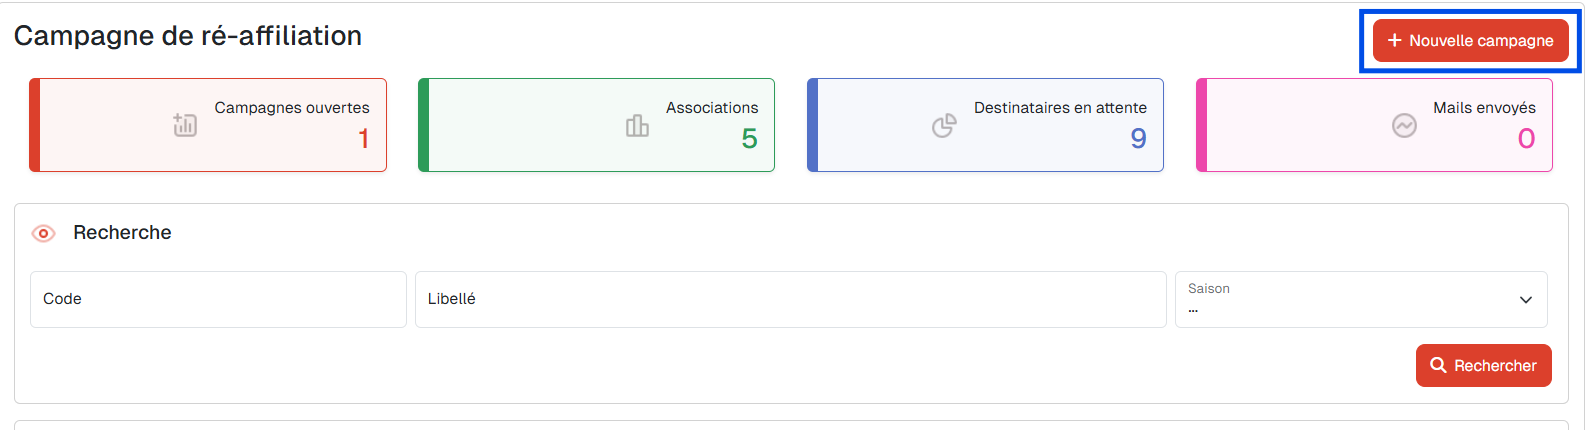 Campagne de ré-affiliation
+ Nouvelle campagne
Campagnes ouvertes
1
Associations
5
Destinataires en attente
9
Mails envoyés
0
Recherche
Code
Libellé
Saison
...
Rechercher